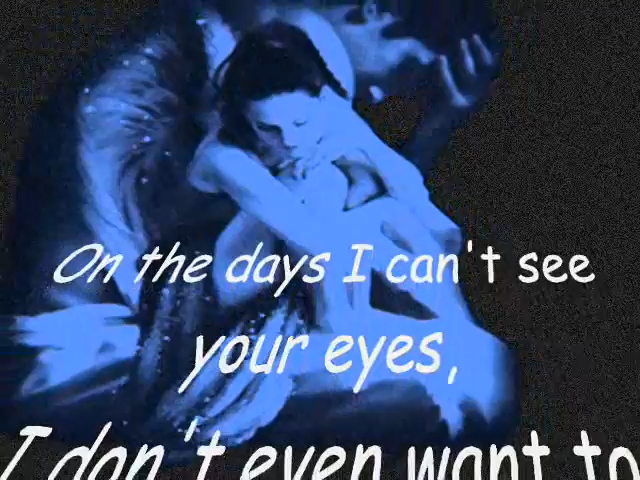 On the days I can't see
your eyes,
I don't even want to